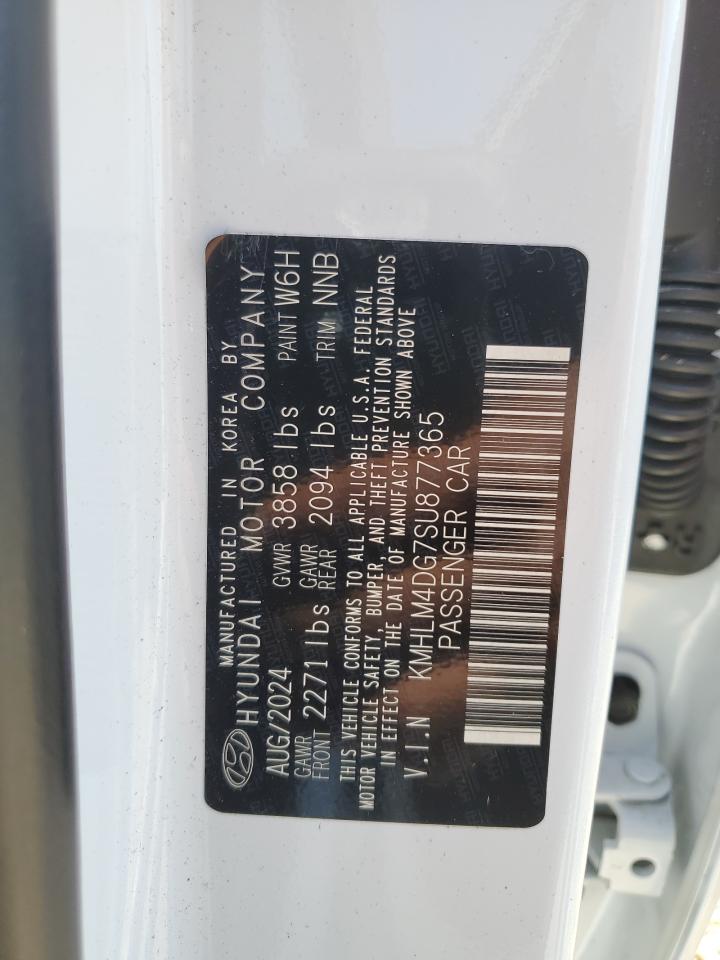 MANUFACTURED IN KOREA BY
HYUNDAI MOTOR COMPANY
AUG/2024 GVWR 3858 lbs PAINT W6H
GAWR FRONT 2271 lbs GAWR REAR 2094 lbs TRIM NNB
THIS VEHICLE CONFORMS TO ALL APPLICABLE U.S.A. FEDERAL
MOTOR VEHICLE SAFETY, BUMPER, AND THEFT PREVENTION STANDARDS
IN EFFECT ON THE DATE OF MANUFACTURE SHOWN ABOVE
V.I.N KMHLM4DG7SU877365
PASSENGER CAR